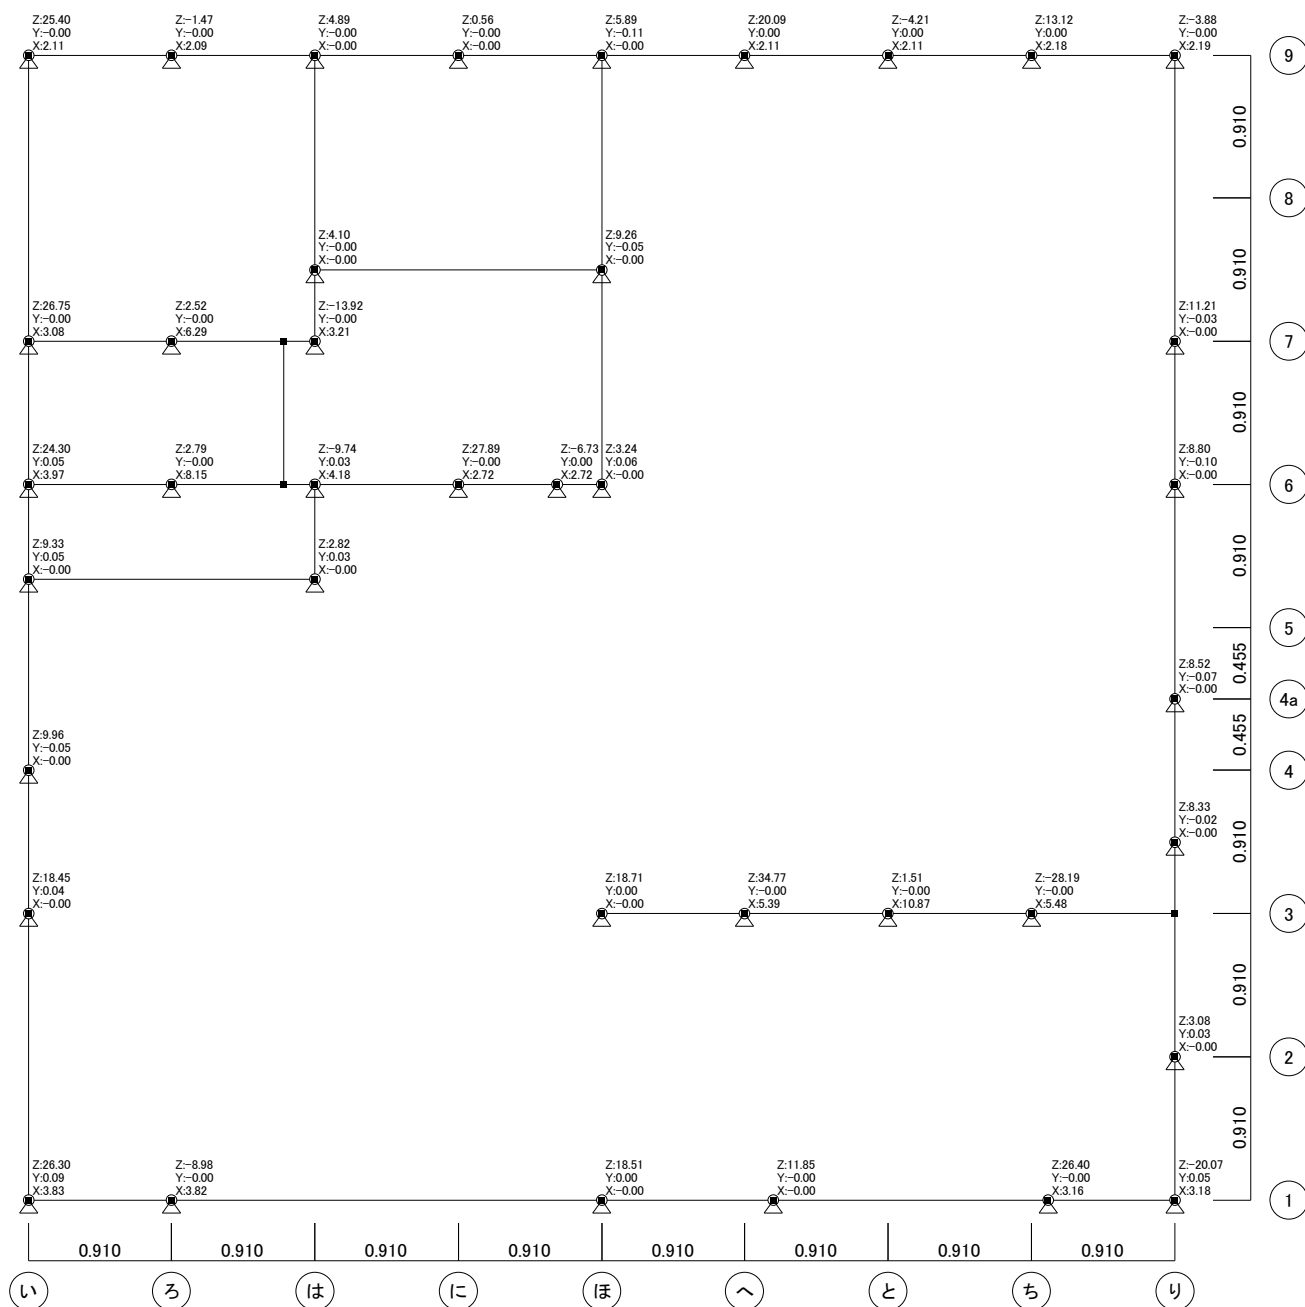 Z:25.40
Y:-0.00
X:2.11
Z:-1.47
Y:-0.00
X:2.09
Z:4.89
Y:-0.00
X:-0.00
Z:0.56
Y:-0.00
X:-0.00
Z:5.89
Y:-0.11
X:-0.00
Z:20.09
Y:0.00
X:2.11
Z:-4.21
Y:0.00
X:2.11
Z:13.12
Y:0.00
X:2.18
Z:-3.88
Y:-0.00
X:2.19
9
0.910
8
Z:4.10
Y:-0.00
X:-0.00
Z:9.26
Y:-0.05
X:-0.00
0.910
Z:26.75
Y:-0.00
X:3.08
Z:2.52
Y:-0.00
X:6.29
Z:-13.92
Y:-0.00
X:3.21
Z:11.21
Y:-0.03
X:-0.00
7
0.910
Z:24.30
Y:0.05
X:3.97
Z:2.79
Y:-0.00
X:8.15
Z:-9.74
Y:0.03
X:4.18
Z:27.89
Y:-0.00
X:2.72
Z:-6.73
Y:0.00
X:2.72
Z:3.24
Y:0.06
X:-0.00
Z:8.80
Y:-0.10
X:-0.00
6
0.910
Z:9.33
Y:0.05
X:-0.00
Z:2.82
Y:0.03
X:-0.00
5
0.455
Z:8.52
Y:-0.07
X:-0.00
4a
0.455
Z:9.96
Y:-0.05
X:-0.00
4
Z:8.33
Y:-0.02
X:-0.00
0.910
Z:18.45
Y:0.04
X:-0.00
Z:18.71
Y:0.00
X:-0.00
Z:34.77
Y:-0.00
X:5.39
Z:1.51
Y:-0.00
X:10.87
Z:-28.19
Y:-0.00
X:5.48
3
0.910
Z:3.08
Y:0.03
X:-0.00
2
0.910
Z:26.30
Y:0.09
X:3.83
Z:-8.98
Y:-0.00
X:3.82
Z:18.51
Y:0.00
X:-0.00
Z:11.85
Y:-0.00
X:-0.00
Z:26.40
Y:-0.00
X:3.16
Z:-20.07
Y:0.05
X:3.18
1
0.910 0.910 0.910 0.910 0.910 0.910 0.910 0.910
い ろ は に ほ へ と ち り